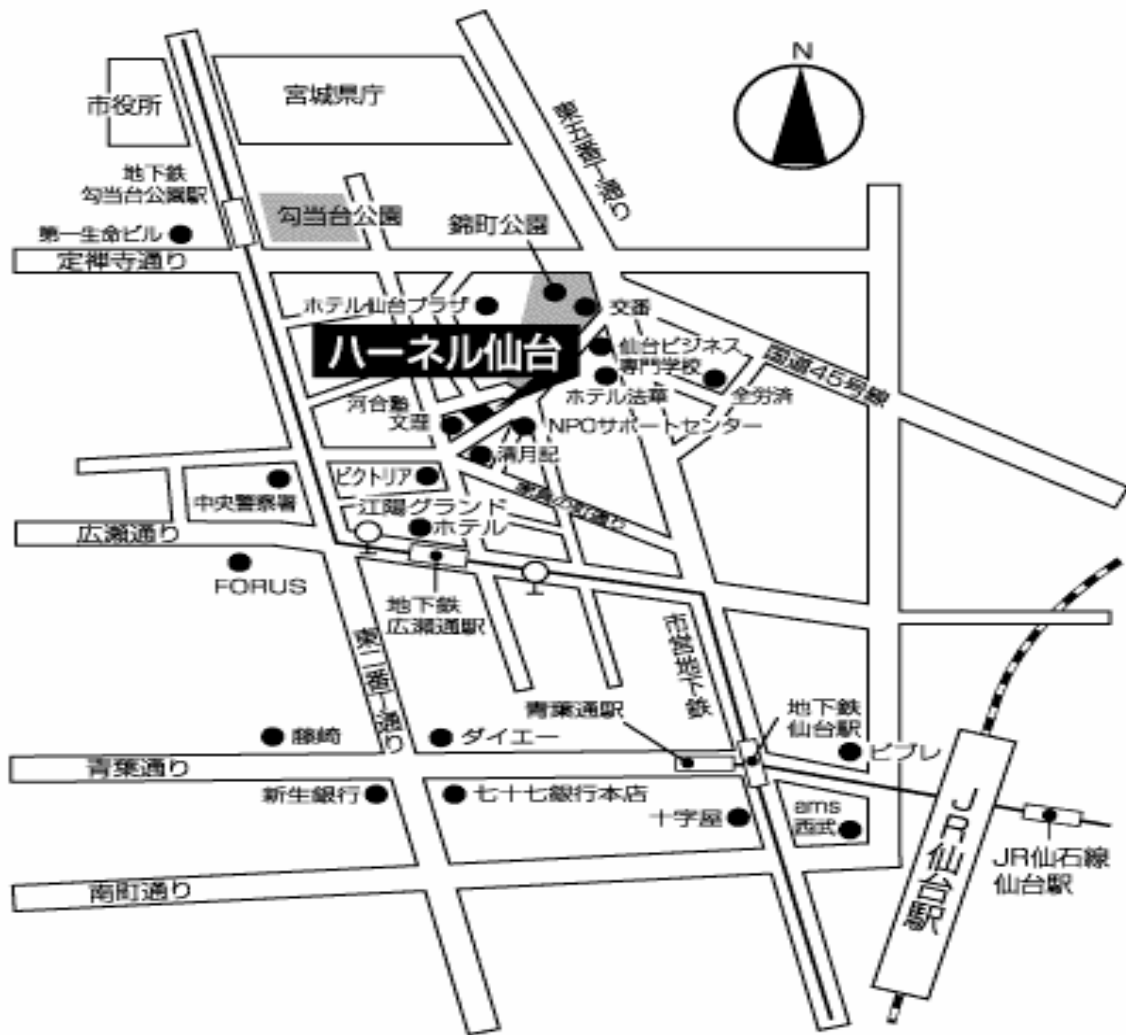 N
市役所
宮城県庁
東五番丁通り
地下鉄
勾当台公園駅
勾当台公園
錦町公園
第一生命ビル
定禅寺通り
ホテル仙台プラザ
交番
ハーネル仙台
仙台ビジネス
専門学校
国道45号線
ホテル法華
全労済
河合塾
文理
NPOサポートセンター
清月記
ビクトリア
中央警察署
江陽グランド
ホテル
広瀬通り
FORUS
地下鉄
広瀬通駅
東二番丁通り
市営地下鉄
青葉通駅
地下鉄
仙台駅
藤崎
ダイエー
ビブレ
青葉通り
新生銀行
七十七銀行本店
十字屋
ams
西武
JR仙台駅
JR仙石線
仙台駅
南町通り